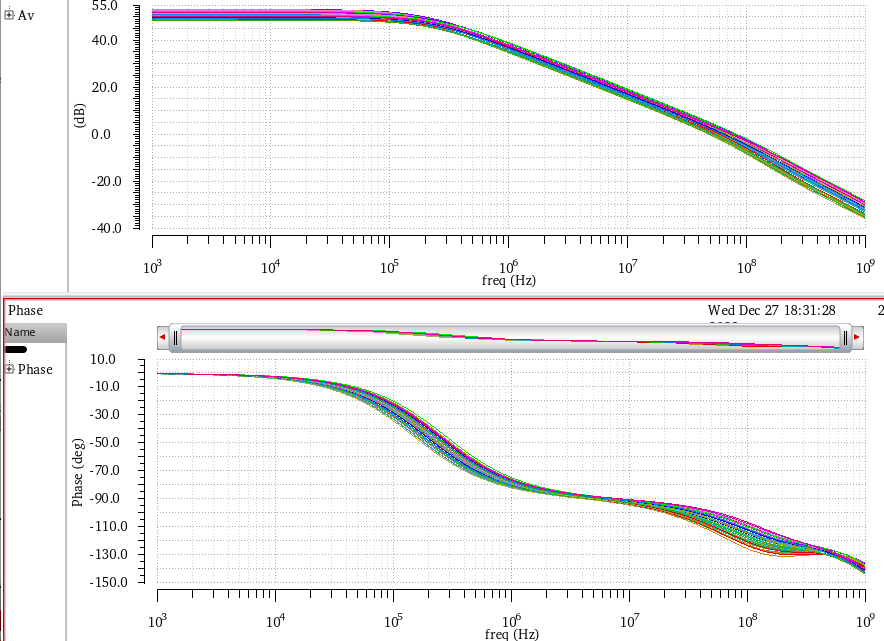 Av
55.0
40.0
20.0
0.0
-20.0
-40.0
(dB)
10³ 10⁴ 10⁵ 10⁶ 10⁷ 10⁸ 10⁹
freq (Hz)
Phase
Wed Dec 27 18:31:28 2
Name
Phase
10.0
-10.0
-30.0
-50.0
-70.0
-90.0
-110.0
-130.0
-150.0
Phase (deg)
10³ 10⁴ 10⁵ 10⁶ 10⁷ 10⁸ 10⁹
freq (Hz)